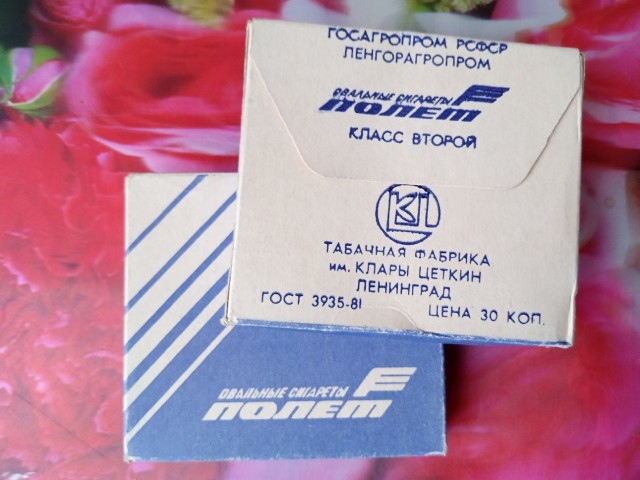 ГОСАГРОПРОМ РСФСР
ЛЕНГОРАГРОПРОМ
ОВАЛЬНЫЕ СИГАРЕТЫ
ПОЛЕТ
КЛАСС ВТОРОЙ
ТАБАЧНАЯ ФАБРИКА
им. КЛАРЫ ЦЕТКИН
ЛЕНИНГРАД
ГОСТ 3935-81 ЦЕНА 30 КОП.
ОВАЛЬНЫЕ СИГАРЕТЫ
ПОЛЕТ